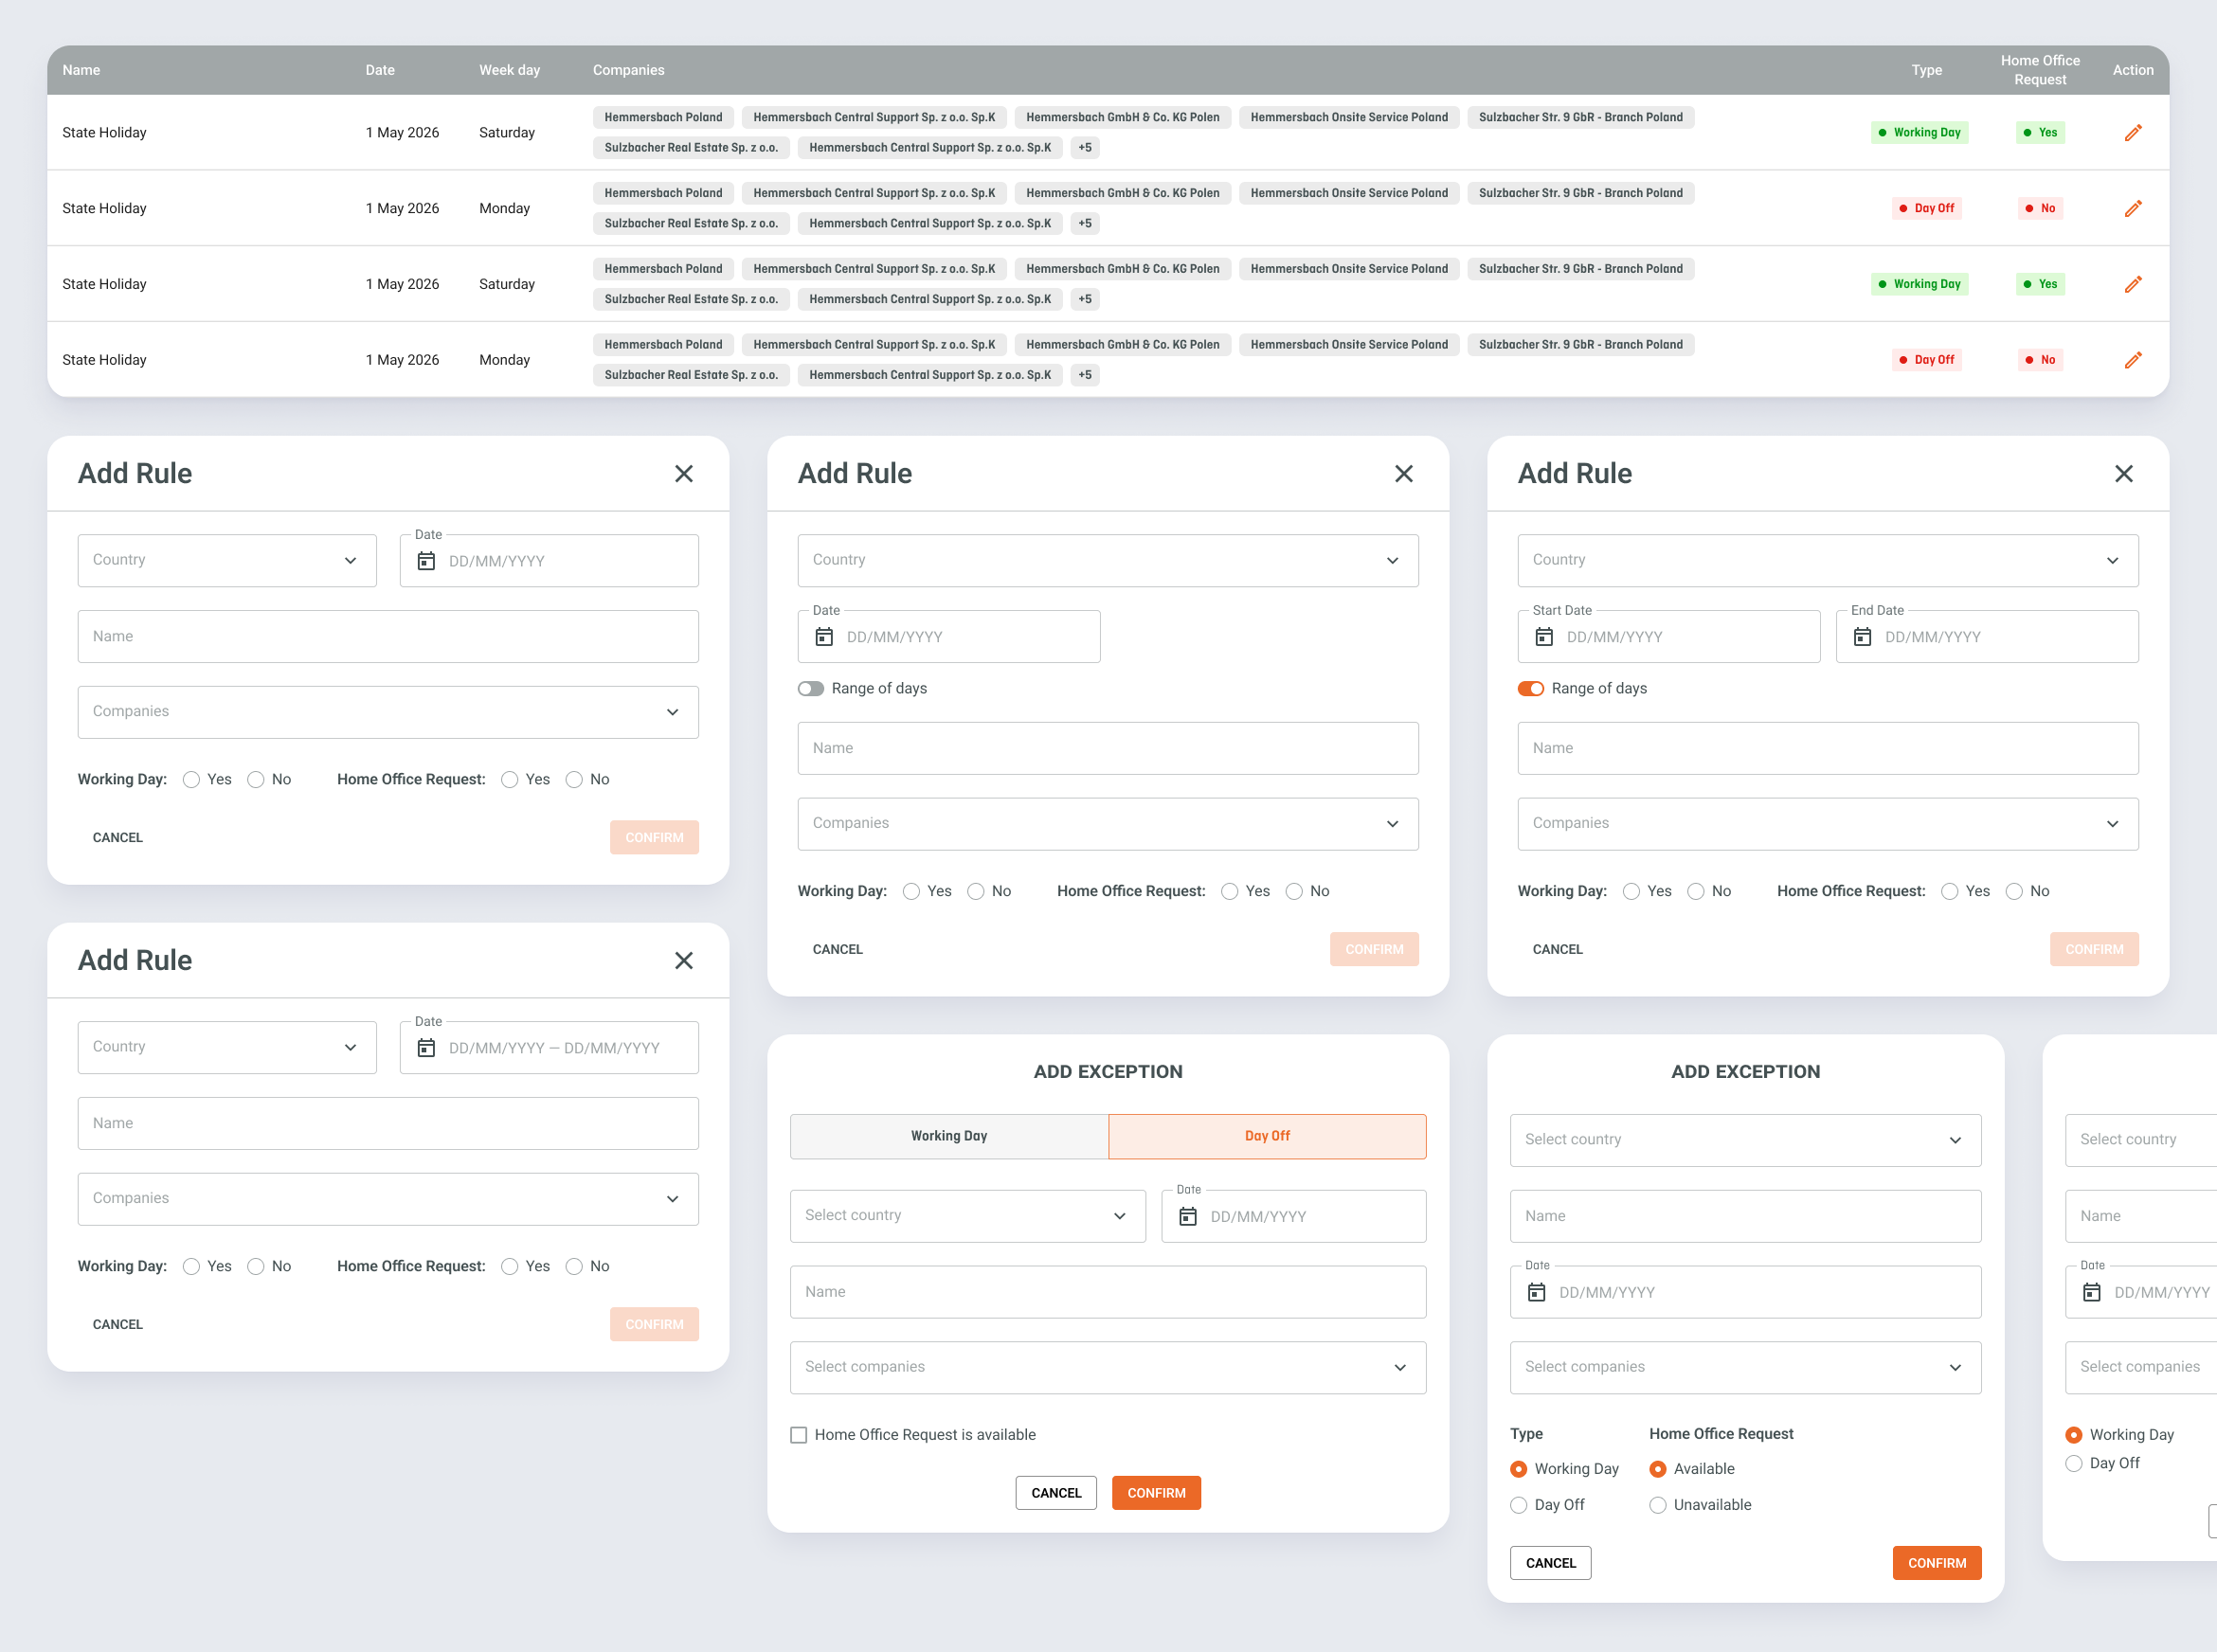 Name Date Week day Companies Type Home Office Request Action
State Holiday 1 May 2026 Saturday Hemmersbach Poland Hemmersbach Central Support Sp. z o.o. Sp.K Hemmersbach GmbH & Co. KG Polen Hemmersbach Onsite Service Poland Sulzbacher Str. 9 GbR - Branch Poland Working Day Yes
Sulzbacher Real Estate Sp. z o.o. Hemmersbach Central Support Sp. z o.o. Sp.K +5
State Holiday 1 May 2026 Monday Hemmersbach Poland Hemmersbach Central Support Sp. z o.o. Sp.K Hemmersbach GmbH & Co. KG Polen Hemmersbach Onsite Service Poland Sulzbacher Str. 9 GbR - Branch Poland Day Off No
Sulzbacher Real Estate Sp. z o.o. Hemmersbach Central Support Sp. z o.o. Sp.K +5
State Holiday 1 May 2026 Saturday Hemmersbach Poland Hemmersbach Central Support Sp. z o.o. Sp.K Hemmersbach GmbH & Co. KG Polen Hemmersbach Onsite Service Poland Sulzbacher Str. 9 GbR - Branch Poland Working Day Yes
Sulzbacher Real Estate Sp. z o.o. Hemmersbach Central Support Sp. z o.o. Sp.K +5
State Holiday 1 May 2026 Monday Hemmersbach Poland Hemmersbach Central Support Sp. z o.o. Sp.K Hemmersbach GmbH & Co. KG Polen Hemmersbach Onsite Service Poland Sulzbacher Str. 9 GbR - Branch Poland Day Off No
Sulzbacher Real Estate Sp. z o.o. Hemmersbach Central Support Sp. z o.o. Sp.K +5
Add Rule
Date
Country DD/MM/YYYY
Name
Companies
Working Day: Yes No Home Office Request: Yes No
CANCEL CONFIRM
Add Rule
Country
Date
DD/MM/YYYY
Range of days
Name
Companies
Working Day: Yes No Home Office Request: Yes No
CANCEL CONFIRM
Add Rule
Country
Start Date End Date
DD/MM/YYYY DD/MM/YYYY
Range of days
Name
Companies
Working Day: Yes No Home Office Request: Yes No
CANCEL CONFIRM
Add Rule
Date
Country DD/MM/YYYY — DD/MM/YYYY
Name
Companies
Working Day: Yes No Home Office Request: Yes No
CANCEL CONFIRM
ADD EXCEPTION
Working Day Day Off
Date
Select country DD/MM/YYYY
Name
Select companies
Home Office Request is available
CANCEL CONFIRM
ADD EXCEPTION
Select country
Name
Date
DD/MM/YYYY
Select companies
Type Home Office Request
Working Day Available
Day Off Unavailable
CANCEL CONFIRM
Select country
Name
Date
DD/MM/YYYY
Select companies
Working Day
Day Off